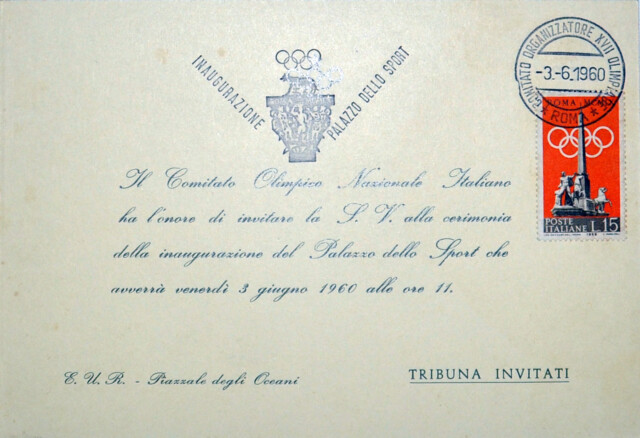 INAUGURAZIONE PALAZZO DELLO SPORT
COMITATO ORGANIZZATORE XVII OLIMPIADE
-3.-6.1960
* ROMA *
ROMA
POSTE
ITALIANE L.15
1959
Il Comitato Olimpico Nazionale Italiano
ha l'onore di invitare la S. V. alla cerimonia
della inaugurazione del Palazzo dello Sport che
avverrà venerdì 3 giugno 1960 alle ore 11.
E. U. R. - Piazzale degli Oceani
TRIBUNA INVITATI